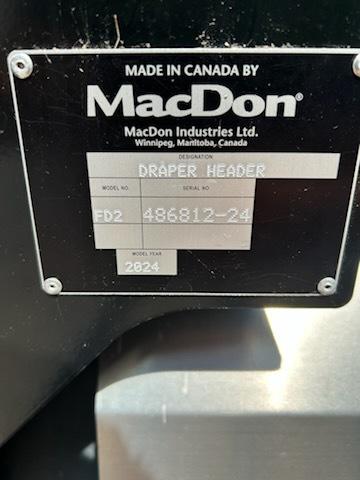 MADE IN CANADA BY
MacDon®
MacDon Industries Ltd.
Winnipeg, Manitoba, Canada
DESIGNATION
DRAPER HEADER
MODEL NO. SERIAL NO
FD2 486812-24
MODEL YEAR
2024